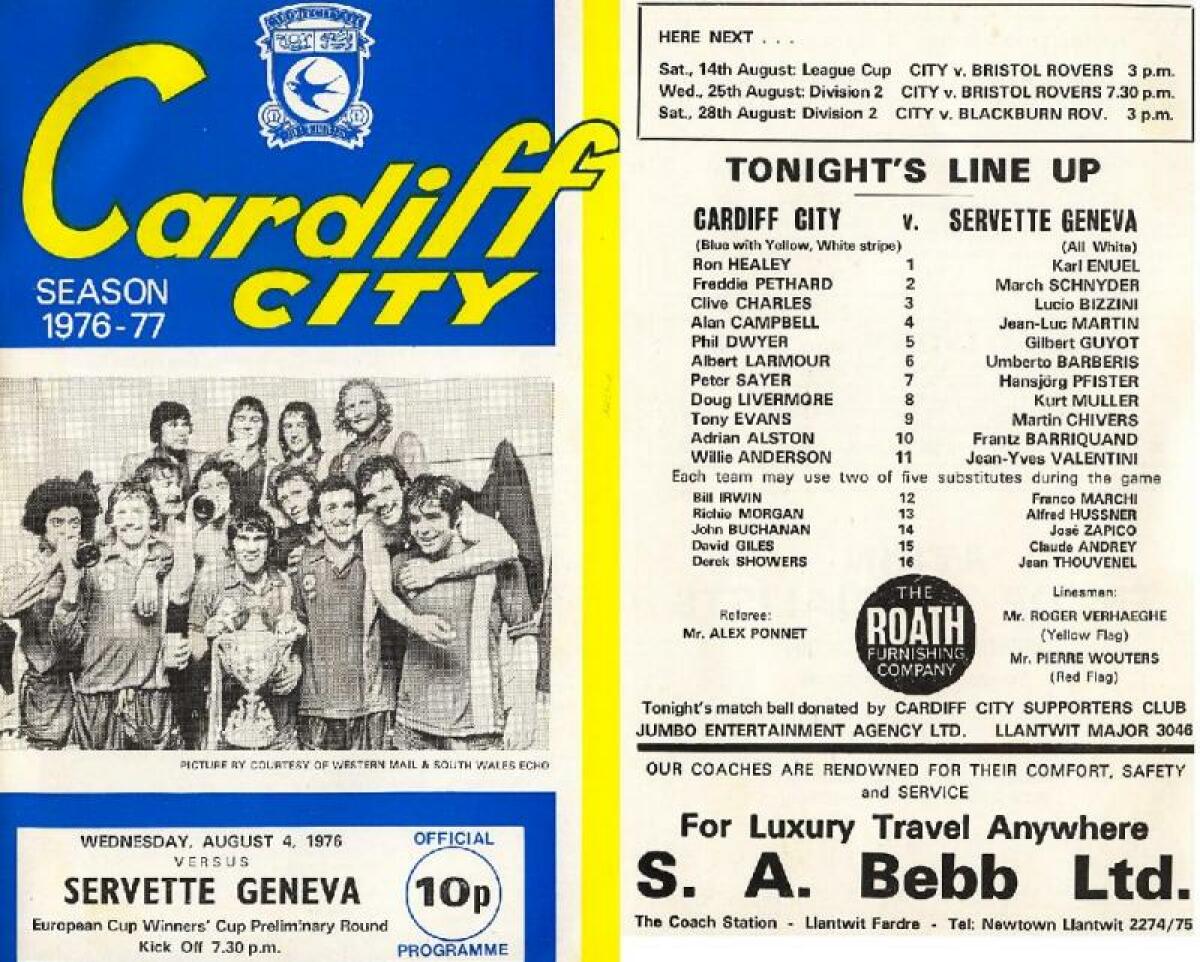 Cardiff
CITY
SEASON
1976-77
PICTURE BY COURTESY OF WESTERN MAIL & SOUTH WALES ECHO
WEDNESDAY, AUGUST 4, 1976
VERSUS
SERVETTE GENEVA
European Cup Winners' Cup Preliminary Round
Kick Off 7.30 p.m.
OFFICIAL
10p
PROGRAMME
HERE NEXT . . .
Sat., 14th August: League Cup CITY v. BRISTOL ROVERS 3 p.m.
Wed., 25th August: Division 2 CITY v. BRISTOL ROVERS 7.30 p.m.
Sat., 28th August: Division 2 CITY v. BLACKBURN ROV. 3 p.m.
TONIGHT'S LINE UP
CARDIFF CITY v. SERVETTE GENEVA
(Blue with Yellow, White stripe) (All White)
Ron HEALEY 1 Karl ENUEL
Freddie PETHARD 2 March SCHNYDER
Clive CHARLES 3 Lucio BIZZINI
Alan CAMPBELL 4 Jean-Luc MARTIN
Phil DWYER 5 Gilbert GUYOT
Albert LARMOUR 6 Umberto BARBERIS
Peter SAYER 7 Hansjörg PFISTER
Doug LIVERMORE 8 Kurt MULLER
Tony EVANS 9 Martin CHIVERS
Adrian ALSTON 10 Frantz BARRIQUAND
Willie ANDERSON 11 Jean-Yves VALENTINI
Each team may use two of five substitutes during the game
Bill IRWIN 12 Franco MARCHI
Richie MORGAN 13 Alfred HUSSNER
John BUCHANAN 14 José ZAPICO
David GILES 15 Claude ANDREY
Derek SHOWERS 16 Jean THOUVENEL
Referee:
Mr. ALEX PONNET
THE
ROATH
FURNISHING
COMPANY
Linesmen:
Mr. ROGER VERHAEGHE
(Yellow Flag)
Mr. PIERRE WOUTERS
(Red Flag)
Tonight's match ball donated by CARDIFF CITY SUPPORTERS CLUB
JUMBO ENTERTAINMENT AGENCY LTD. LLANTWIT MAJOR 3046
OUR COACHES ARE RENOWNED FOR THEIR COMFORT, SAFETY
and SERVICE
For Luxury Travel Anywhere
S. A. Bebb Ltd.
The Coach Station - Llantwit Fardre - Tel: Newtown Llantwit 2274/75